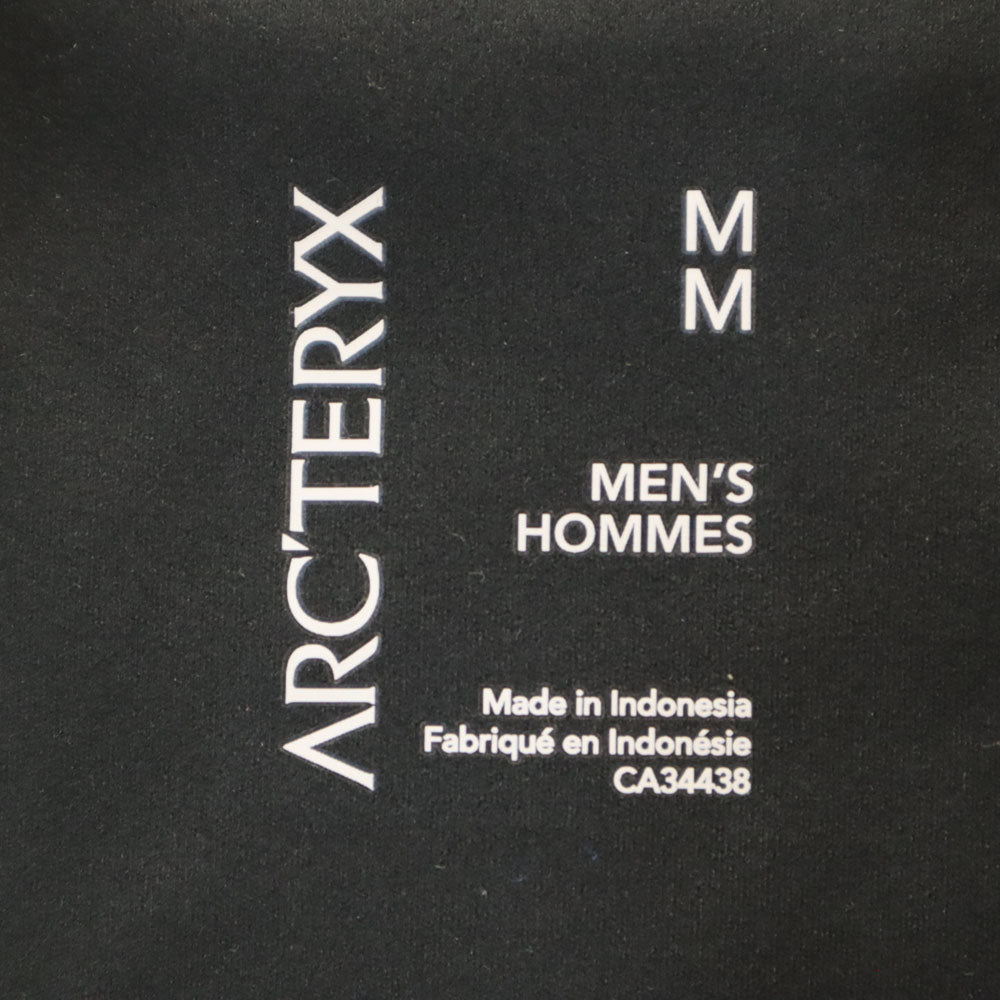 ARC'TERYX
M
M
MEN'S
HOMMES
Made in Indonesia
Fabriqué en Indonésie
CA34438